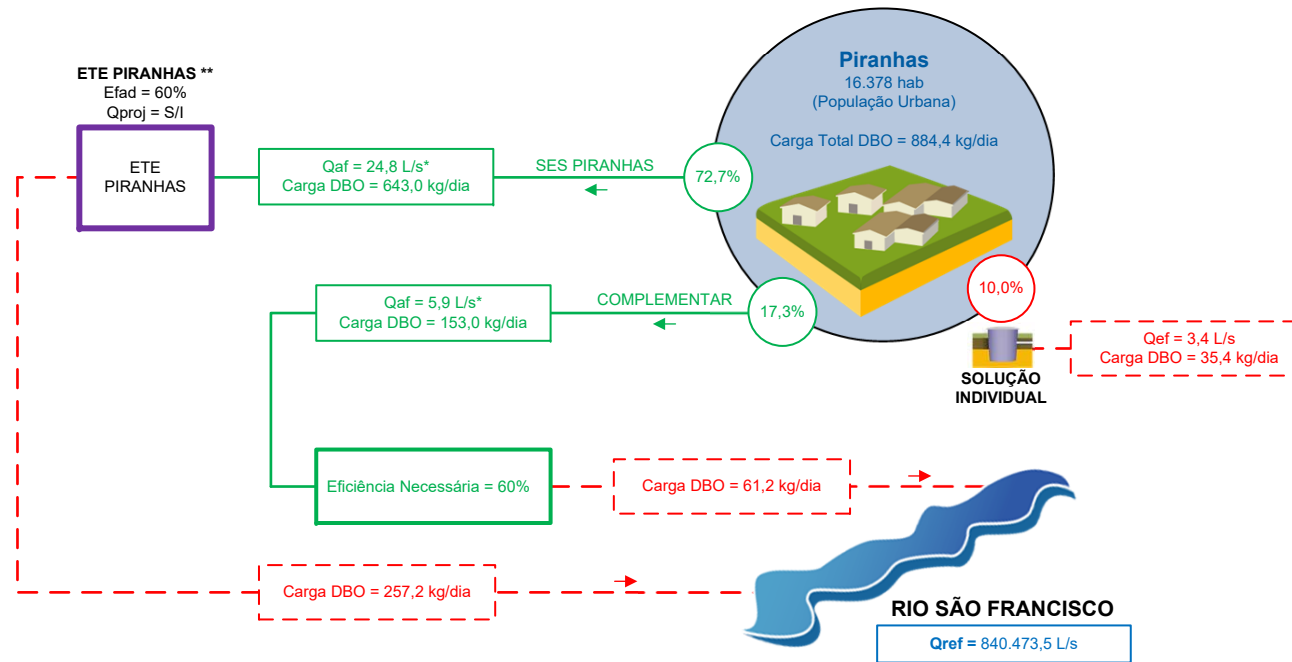 ETE PIRANHAS **
Efad = 60%
Qproj = S/I
ETE
PIRANHAS
Qaf = 24,8 L/s*
Carga DBO = 643,0 kg/dia
SES PIRANHAS
72,7%
Piranhas
16.378 hab
(População Urbana)
Carga Total DBO = 884,4 kg/dia
Qaf = 5,9 L/s*
Carga DBO = 153,0 kg/dia
COMPLEMENTAR
17,3%
10,0%
SOLUÇÃO
INDIVIDUAL
Qef = 3,4 L/s
Carga DBO = 35,4 kg/dia
Eficiência Necessária = 60%
Carga DBO = 61,2 kg/dia
Carga DBO = 257,2 kg/dia
RIO SÃO FRANCISCO
Qref = 840.473,5 L/s